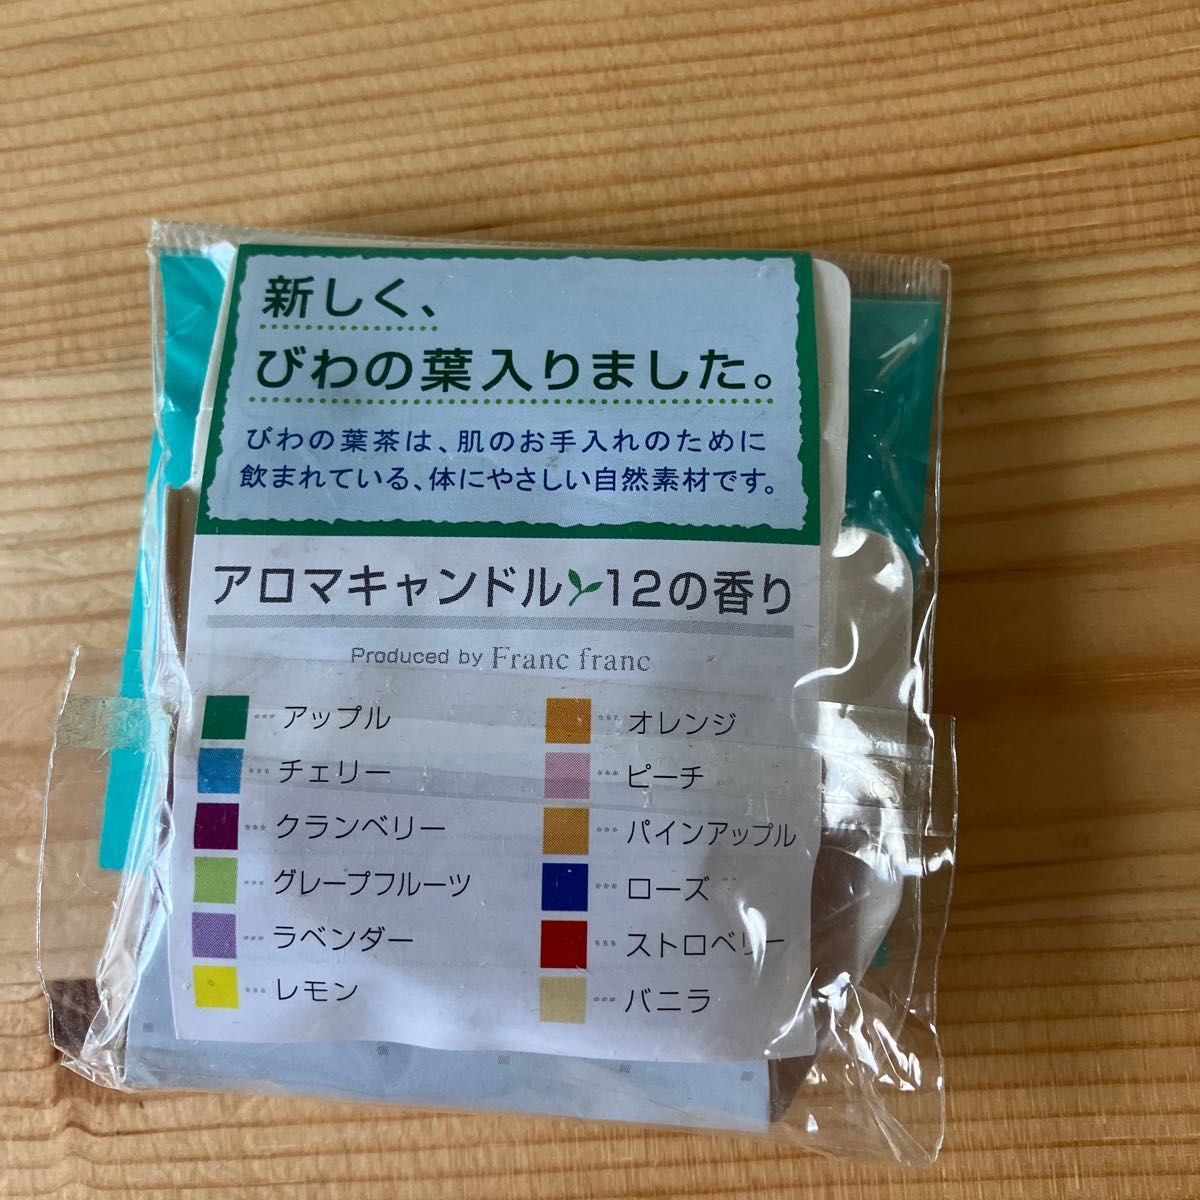 新しく、
びわの葉入りました。
びわの葉茶は、肌のお手入れのために
飲まれている、体にやさしい自然素材です。
アロマキャンドル 12の香り
Produced by Franc franc
アップル
チェリー
クランベリー
グレープフルーツ
ラベンダー
レモン
オレンジ
ピーチ
パインアップル
ローズ
ストロベリー
バニラ